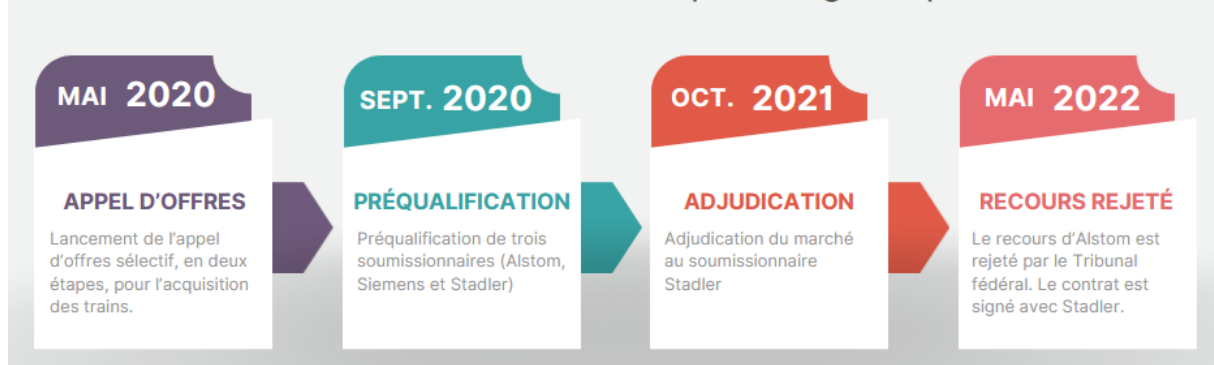 MAI 2020
APPEL D'OFFRES
Lancement de l'appel
d'offres sélectif, en deux
étapes, pour l'acquisition
des trains.
SEPT. 2020
PRÉQUALIFICATION
Préqualification de trois
soumissionnaires (Alstom,
Siemens et Stadler)
OCT. 2021
ADJUDICATION
Adjudication du marché
au soumissionnaire
Stadler
MAI 2022
RECOURS REJETÉ
Le recours d'Alstom est
rejeté par le Tribunal
fédéral. Le contrat est
signé avec Stadler.